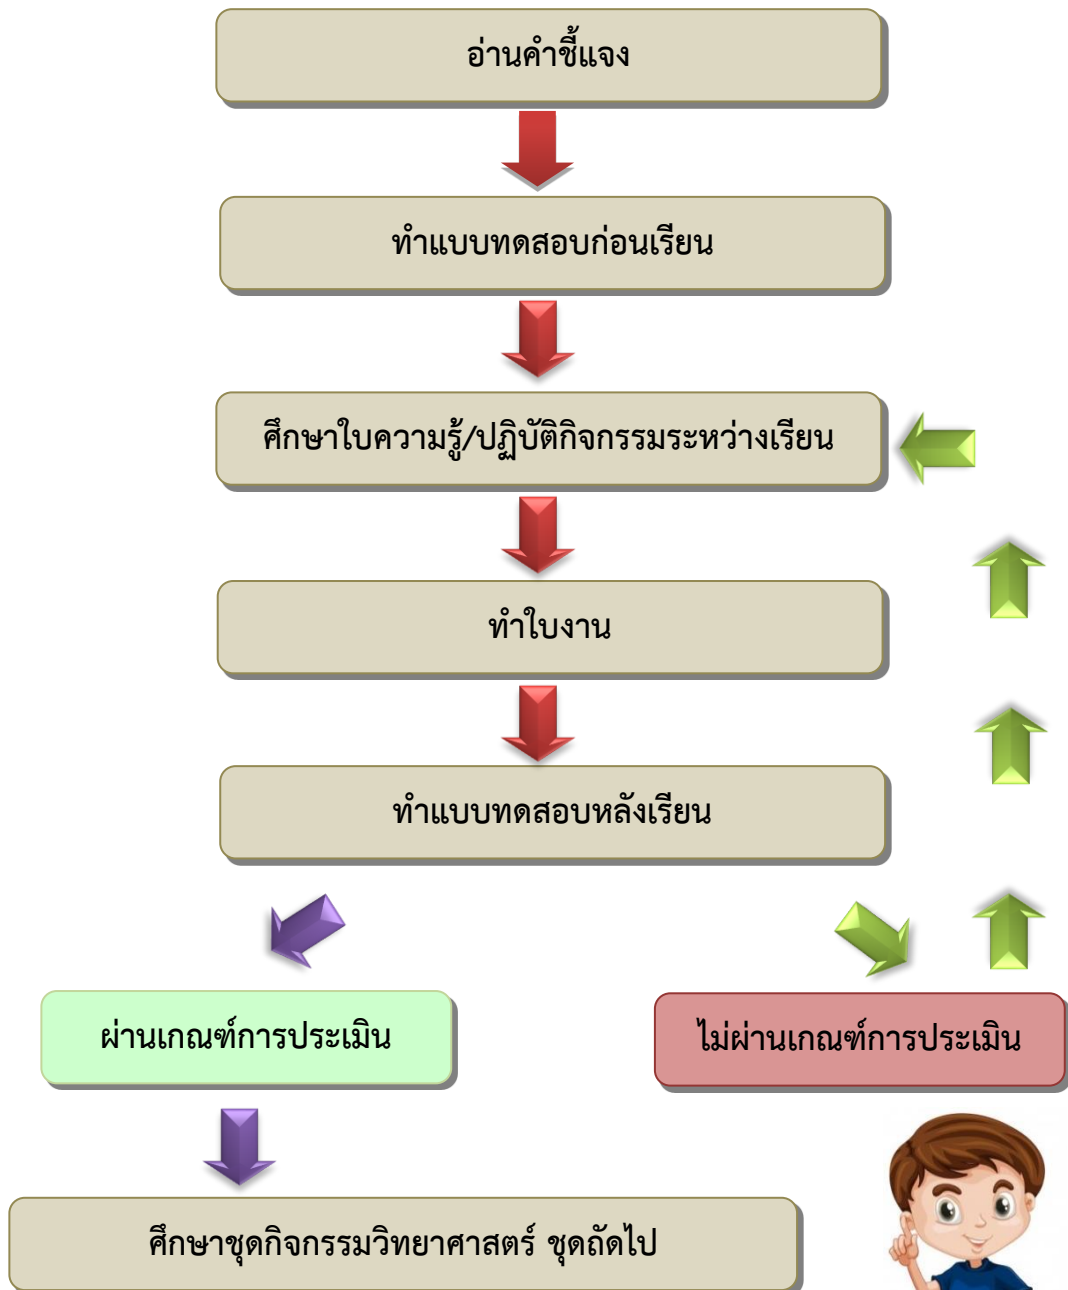 อ่านคำชี้แจง
ทำแบบทดสอบก่อนเรียน
ศึกษาใบความรู้/ปฏิบัติกิจกรรมระหว่างเรียน
ทำใบงาน
ทำแบบทดสอบหลังเรียน
ผ่านเกณฑ์การประเมิน
ไม่ผ่านเกณฑ์การประเมิน
ศึกษาชุดกิจกรรมวิทยาศาสตร์ ชุดถัดไป